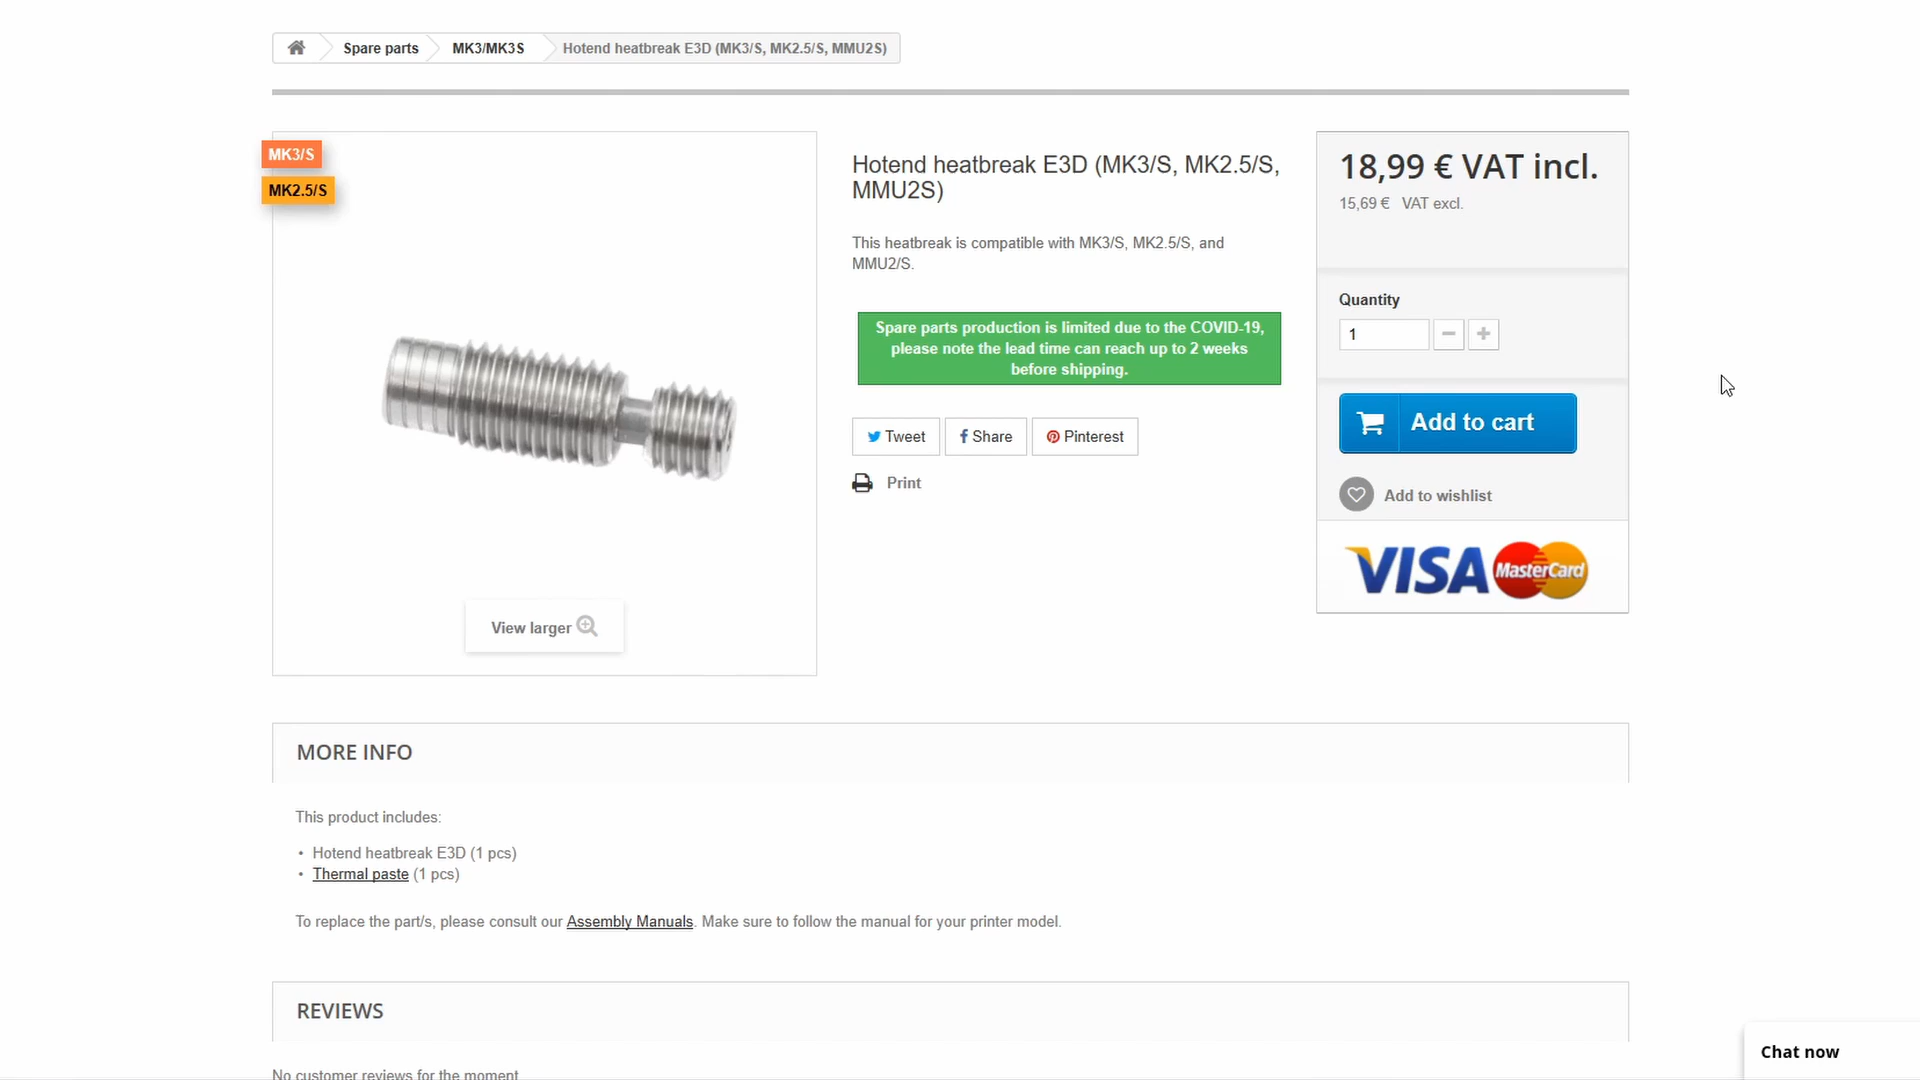 Spare parts
MK3/MK3S
Hotend heatbreak E3D (MK3/S, MK2.5/S, MMU2S)
MK3/S
MK2.5/S
View larger
Hotend heatbreak E3D (MK3/S, MK2.5/S,
MMU2S)
This heatbreak is compatible with MK3/S, MK2.5/S, and
MMU2/S.
Spare parts production is limited due to the COVID-19,
please note the lead time can reach up to 2 weeks
before shipping.
Tweet
Share
Pinterest
Print
18,99 € VAT incl.
15,69 € VAT excl.
Quantity
1
Add to cart
Add to wishlist
VISA MasterCard
MORE INFO
This product includes:
• Hotend heatbreak E3D (1 pcs)
• Thermal paste (1 pcs)
To replace the part/s, please consult our Assembly Manuals. Make sure to follow the manual for your printer model.
REVIEWS
No customer reviews for the moment
Chat now